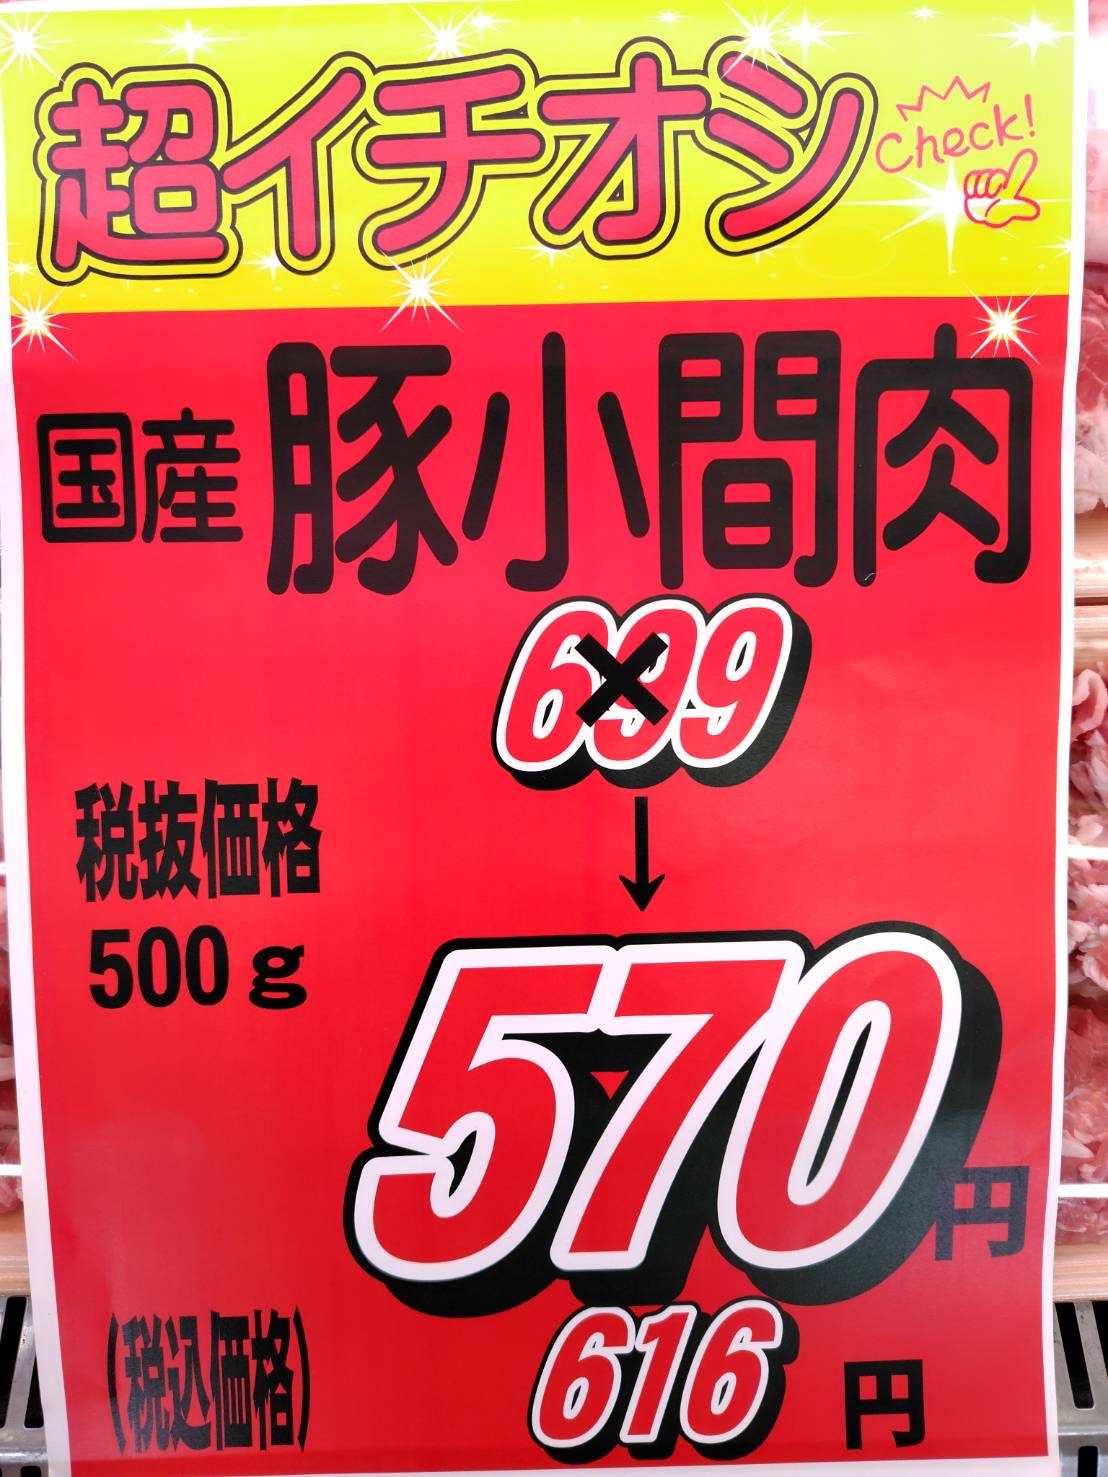 超イチオシ
Check!
国産 豚小間肉
699
↓
税抜価格
500g
570円
(税込価格)
616円